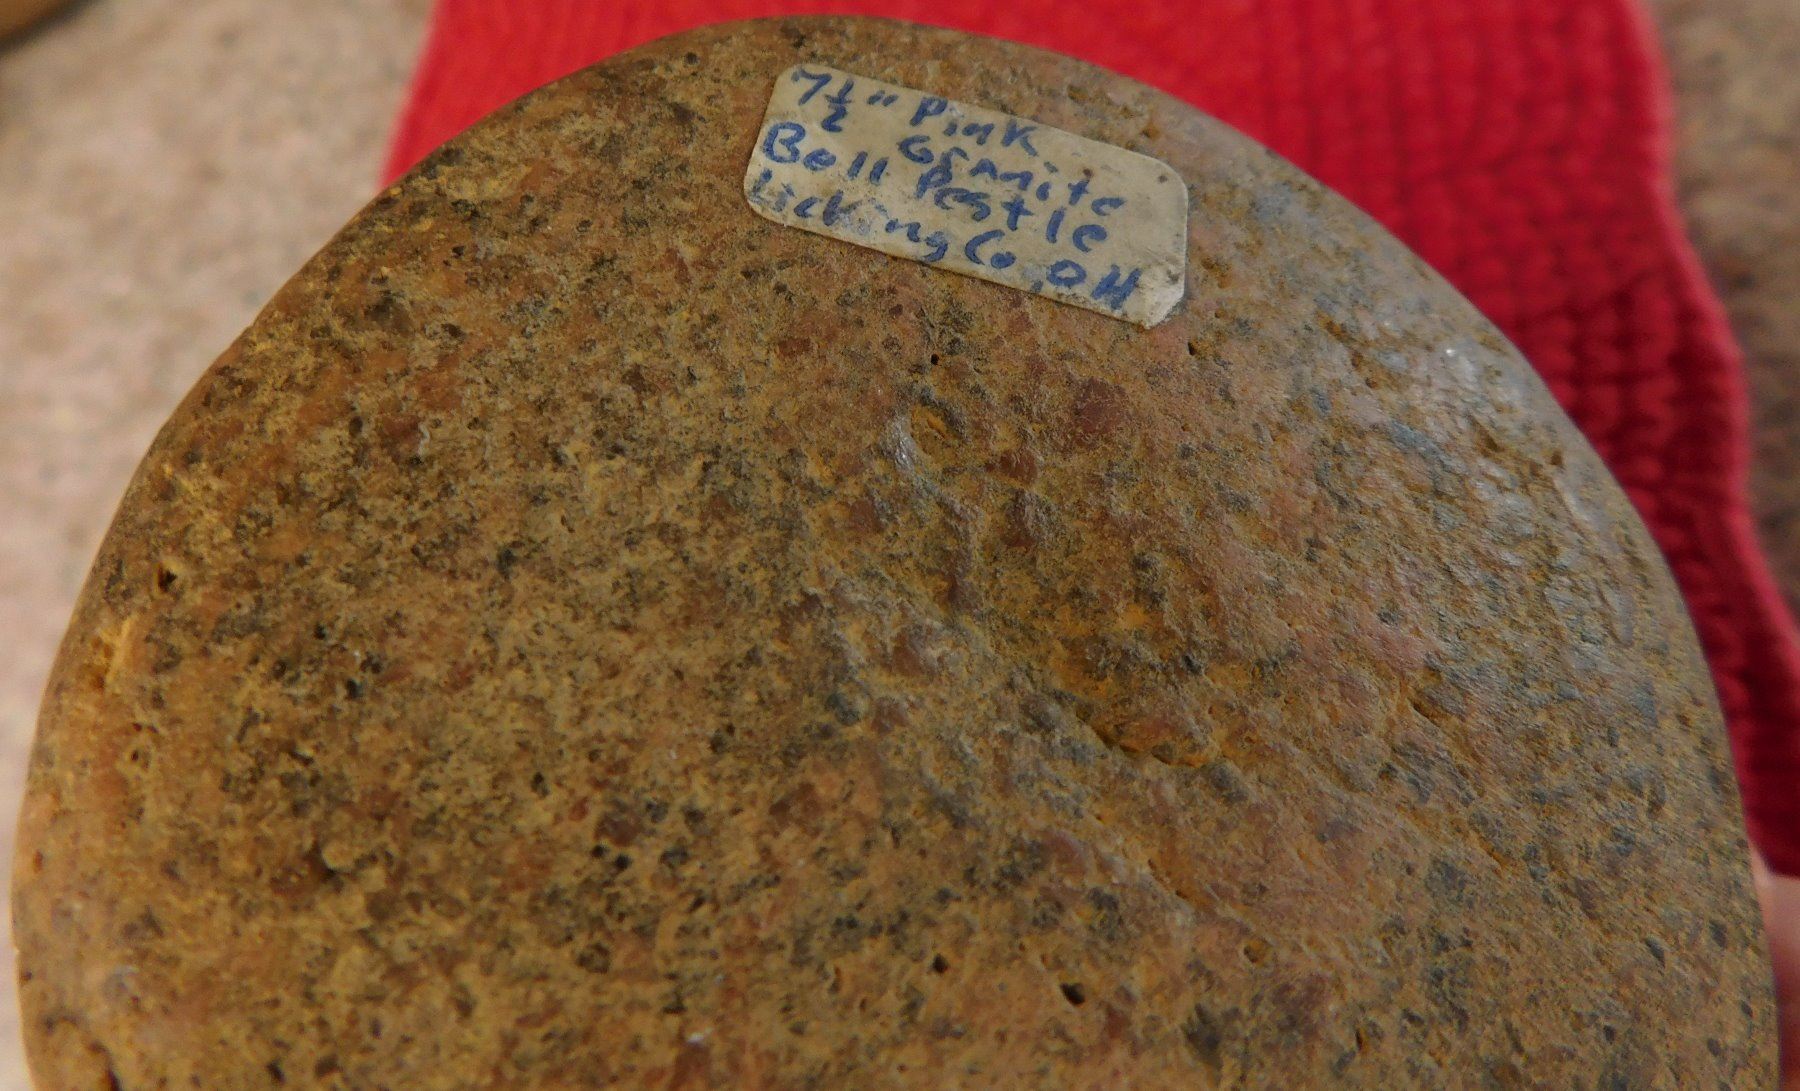 7½" Pink
Granite
Bell Pestle
Licking Co, OH